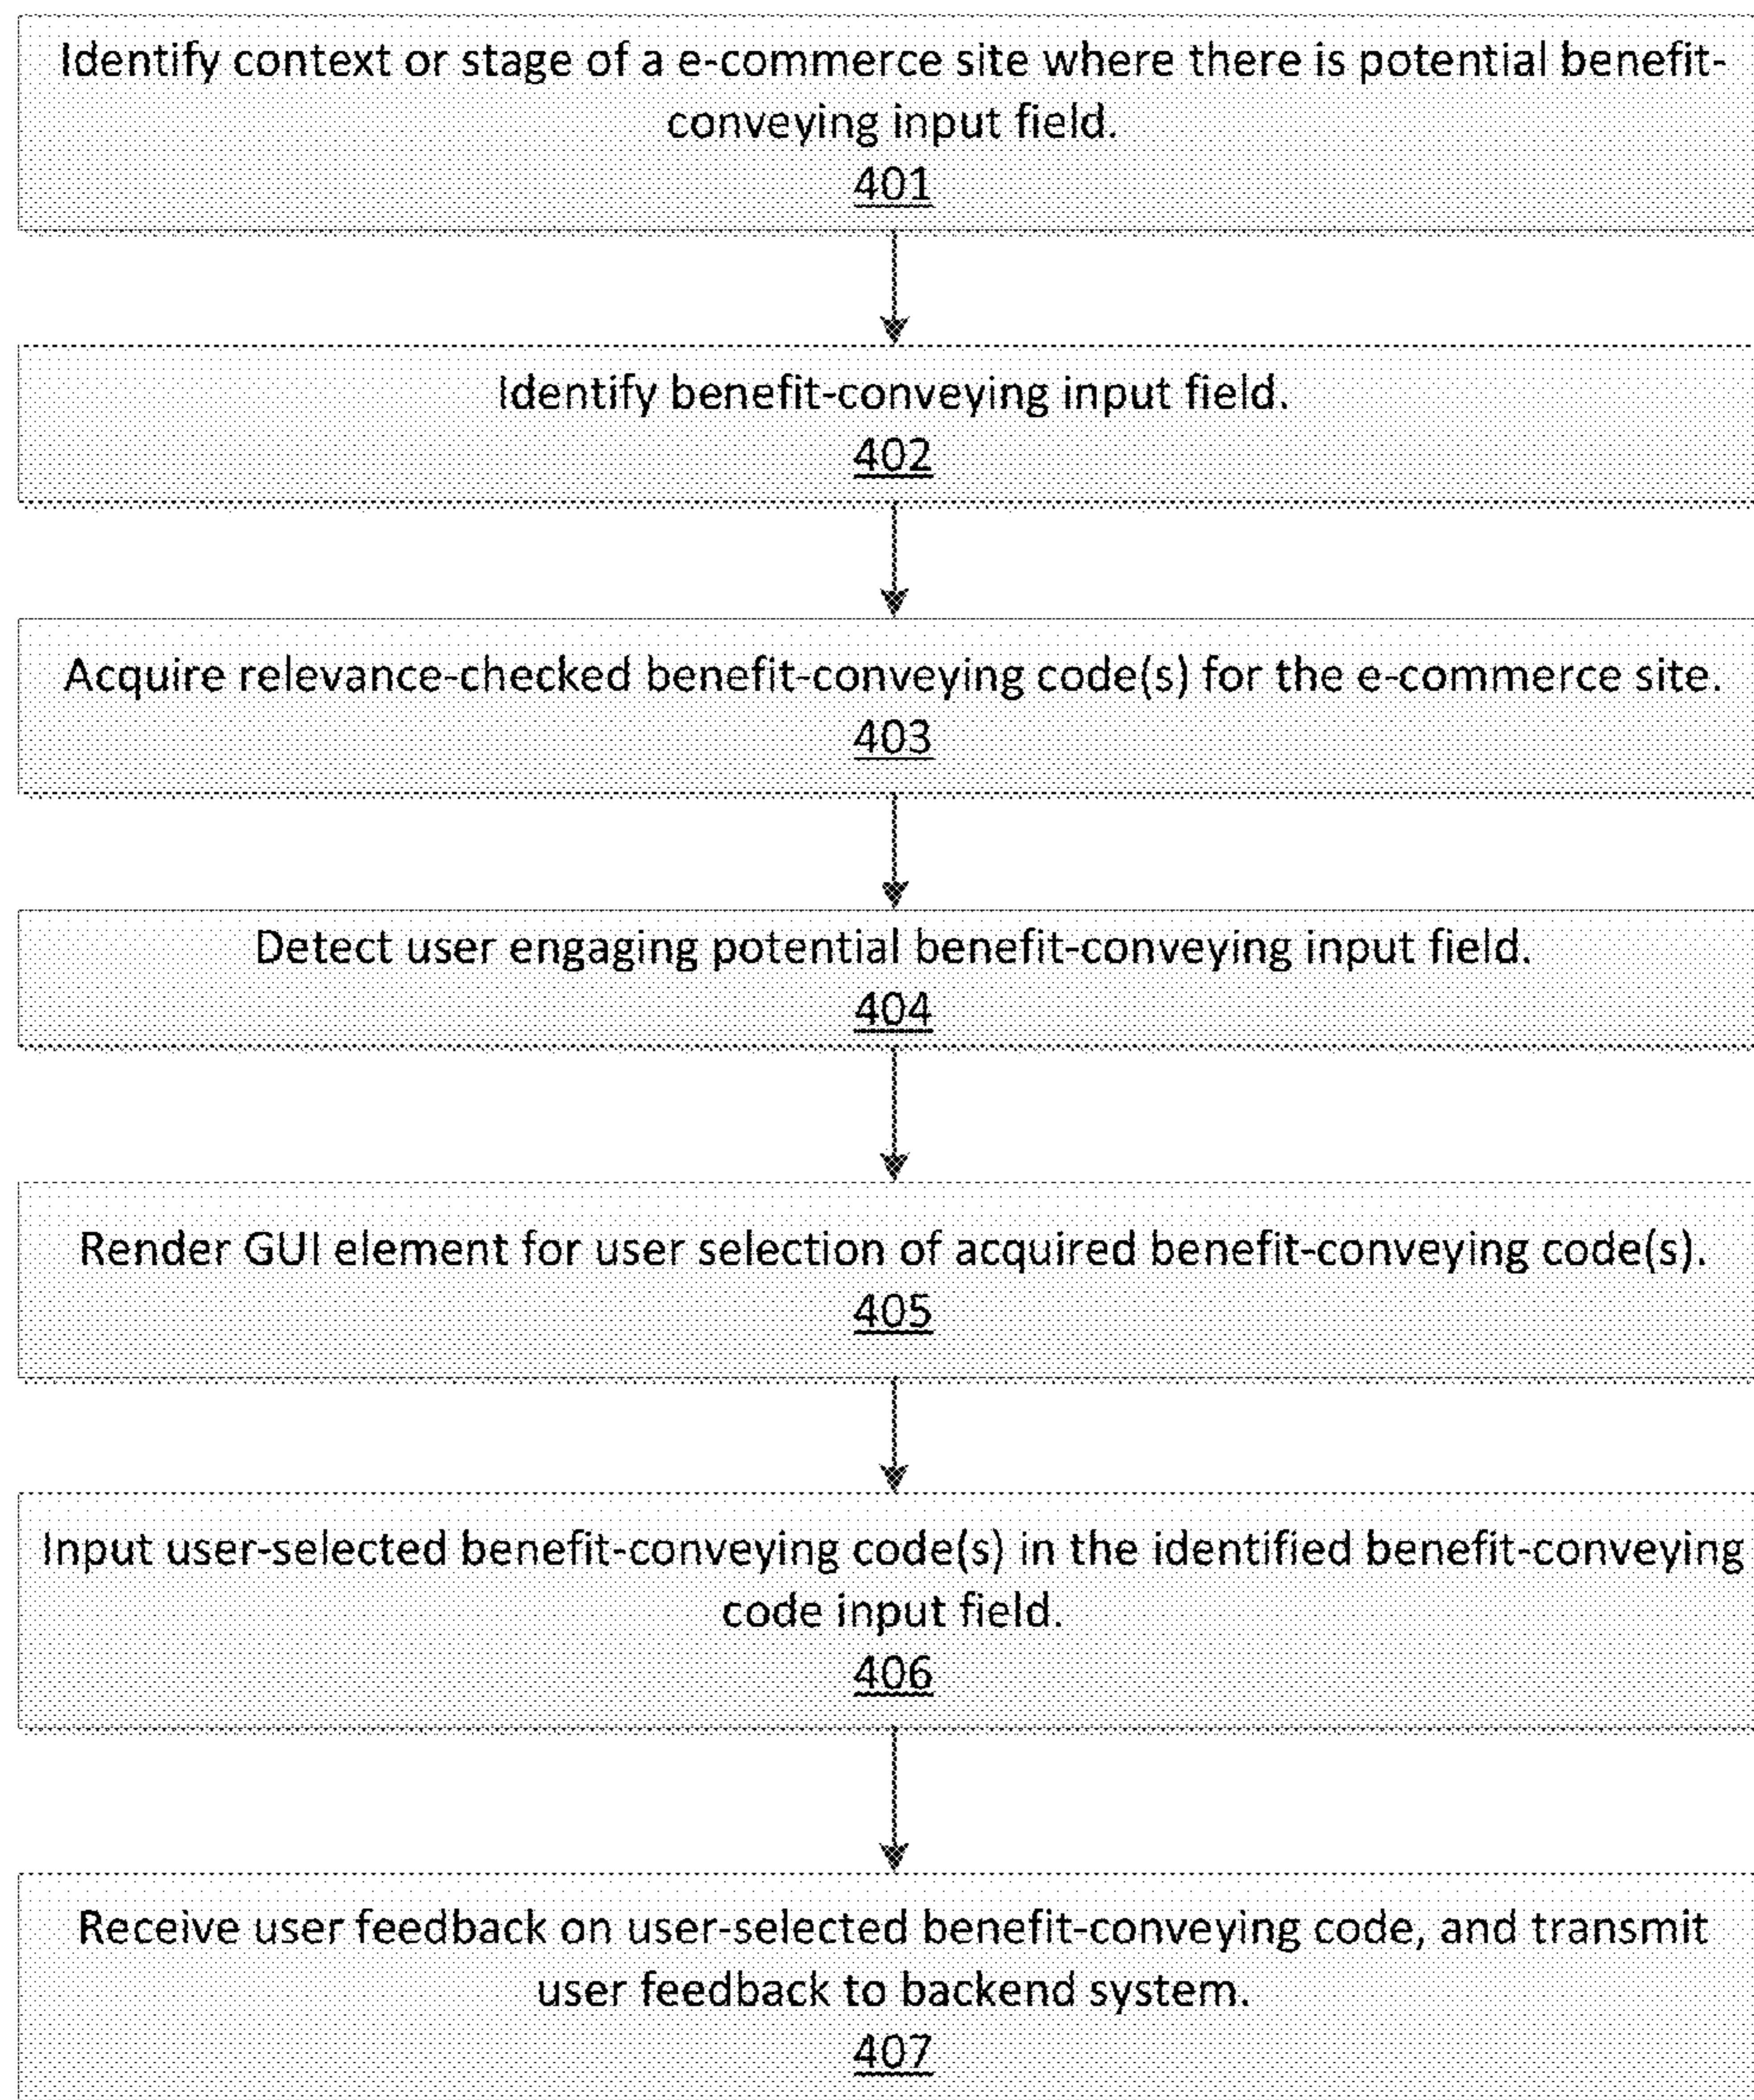 Identify context or stage of a e-commerce site where there is potential benefit-
conveying input field.
401
Identify benefit-conveying input field.
402
Acquire relevance-checked benefit-conveying code(s) for the e-commerce site.
403
Detect user engaging potential benefit-conveying input field.
404
Render GUI element for user selection of acquired benefit-conveying code(s).
405
Input user-selected benefit-conveying code(s) in the identified benefit-conveying
code input field.
406
Receive user feedback on user-selected benefit-conveying code, and transmit
user feedback to backend system.
407